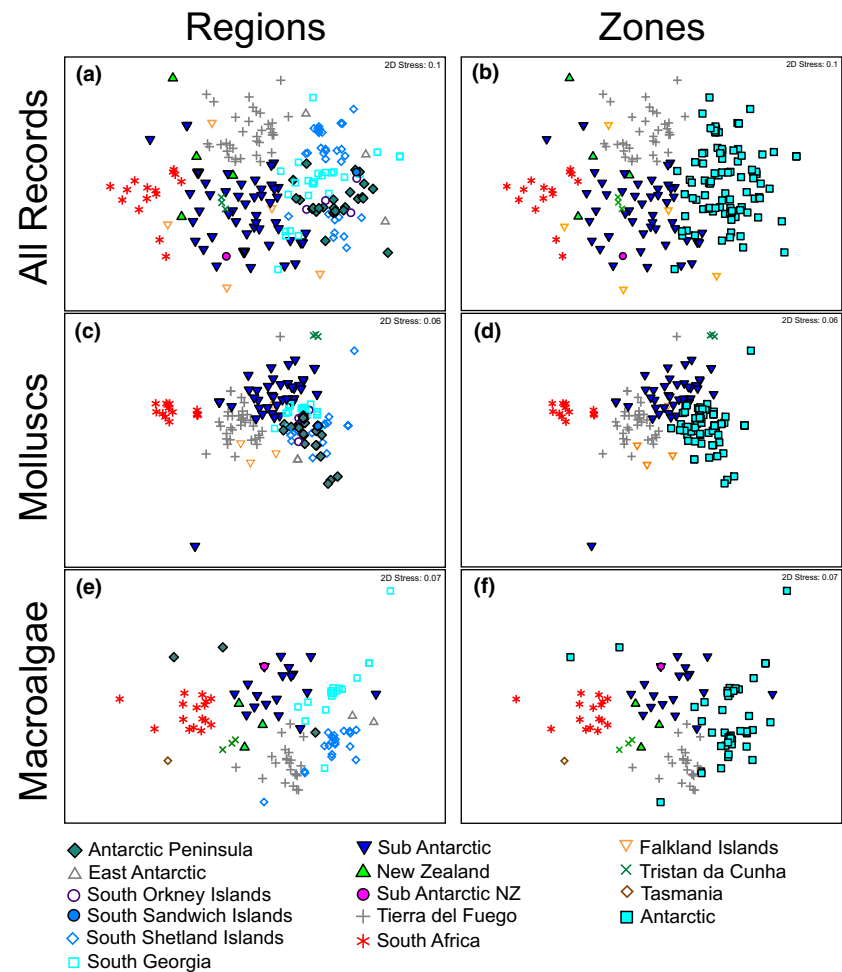 Regions
Zones
All Records
(a)
2D Stress: 0.1
(b)
2D Stress: 0.1
Molluscs
(c)
2D Stress: 0.06
(d)
2D Stress: 0.06
Macroalgae
(e)
2D Stress: 0.07
(f)
2D Stress: 0.07
Antarctic Peninsula
East Antarctic
South Orkney Islands
South Sandwich Islands
South Shetland Islands
South Georgia
Sub Antarctic
New Zealand
Sub Antarctic NZ
Tierra del Fuego
South Africa
Falkland Islands
Tristan da Cunha
Tasmania
Antarctic